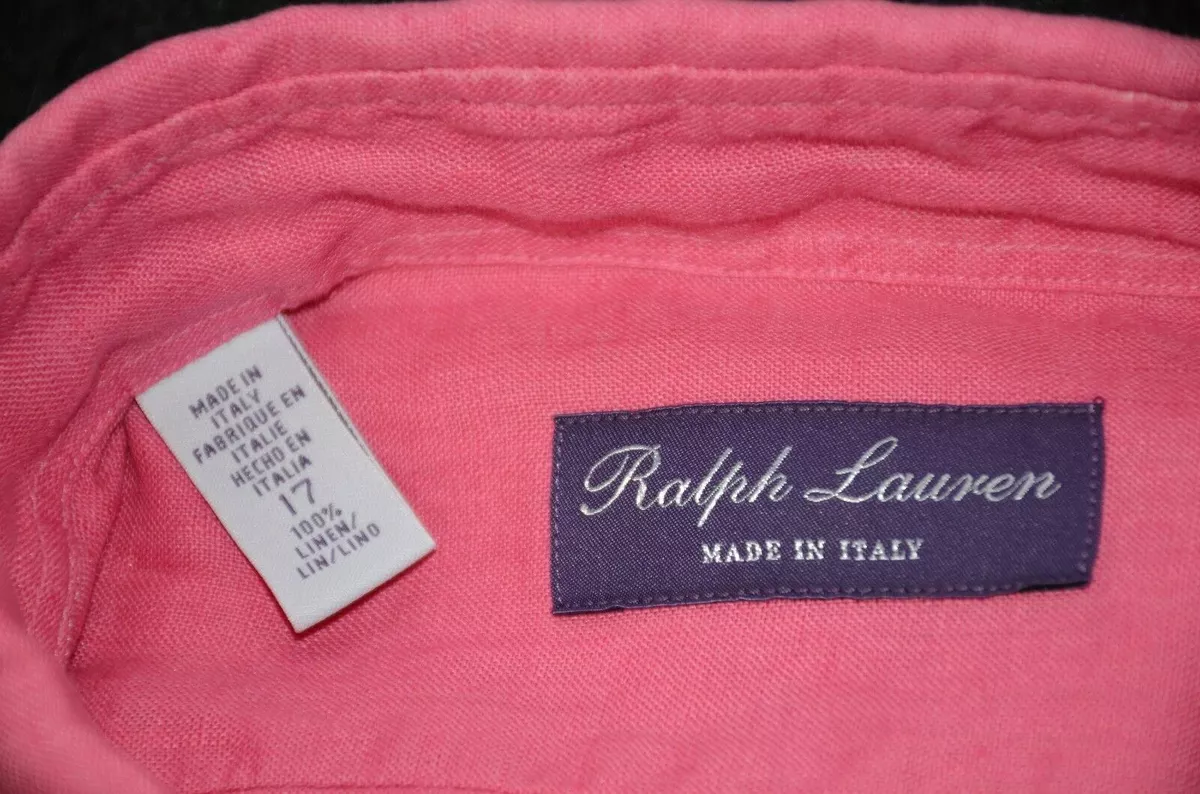 MADE IN
ITALY
FABRIQUE EN
ITALIE
HECHO EN
ITALIA
17
100%
LINEN/
LIN/LINO
Ralph Lauren
MADE IN ITALY